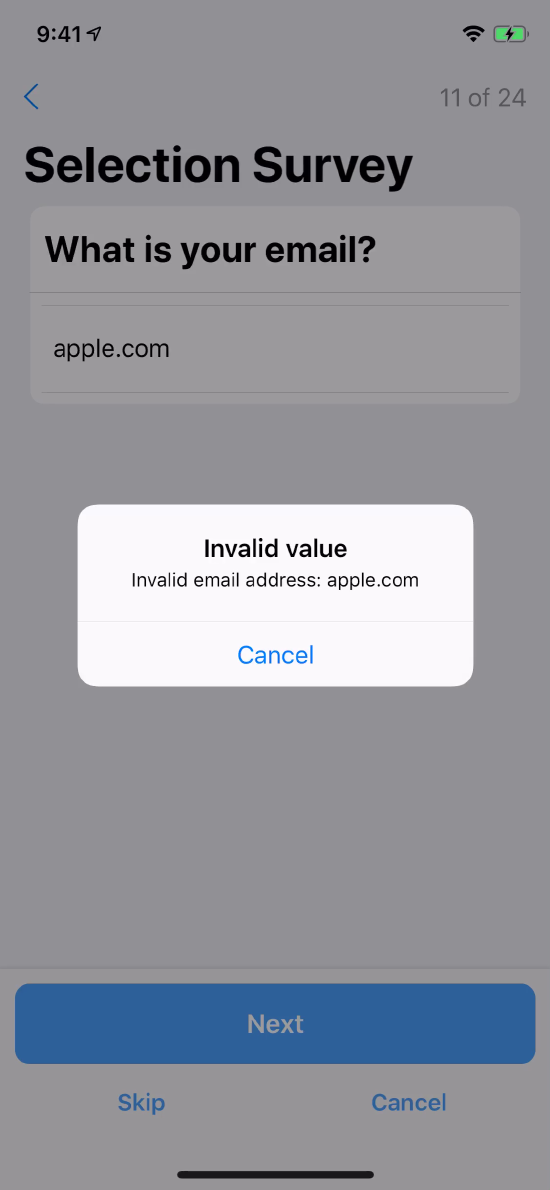 9:41
11 of 24
Selection Survey
What is your email?
apple.com
Invalid value
Invalid email address: apple.com
Cancel
Next
Skip Cancel